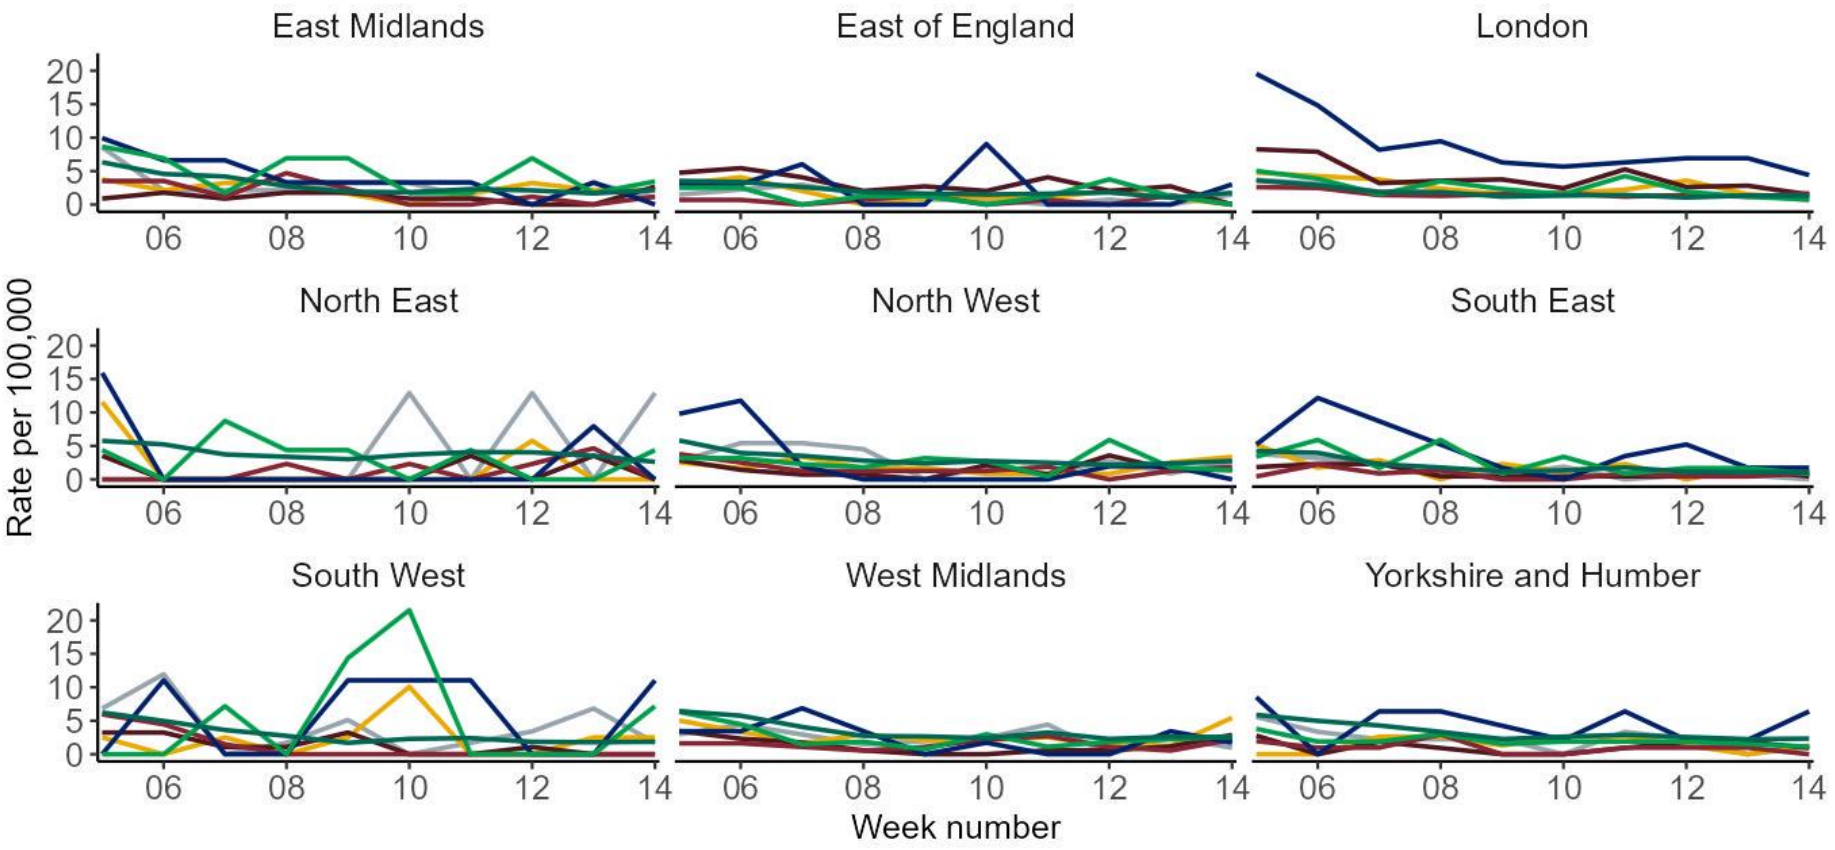 East Midlands East of England London
20
15
10
5
0
06 08 10 12 14 06 08 10 12 14 06 08 10 12 14
North East North West South East
20
15
10
5
0
06 08 10 12 14 06 08 10 12 14 06 08 10 12 14
Rate per 100,000
South West West Midlands Yorkshire and Humber
20
15
10
5
0
06 08 10 12 14 06 08 10 12 14 06 08 10 12 14
Week number